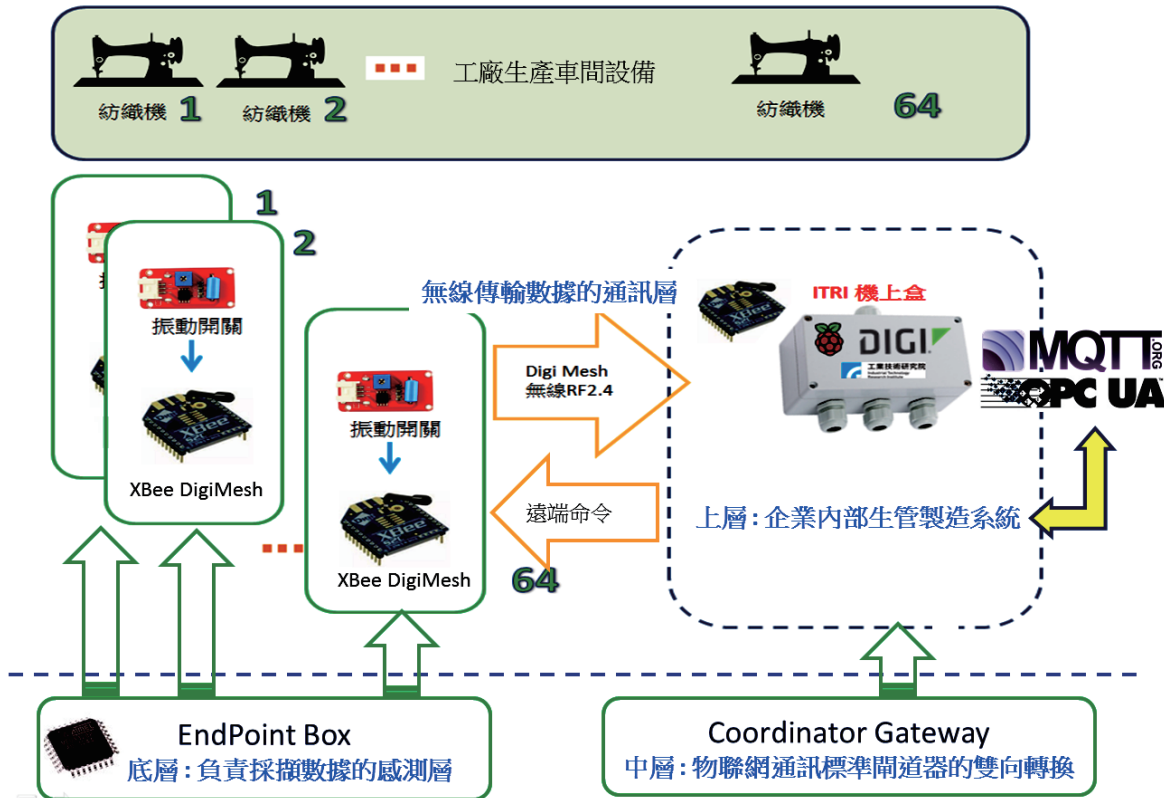 工廠生產車間設備
紡織機 1
紡織機 2
紡織機 64
1
2
振動開關
XBee
XBee DigiMesh
振動開關
XBee
XBee DigiMesh
64
無線傳輸數據的通訊層
Digi Mesh
無線RF2.4
遠端命令
ITRI 機上盒
DIGI
工業技術研究院
Industrial Technology
Research Institute
MQTT.ORG
OPC UA
上層:企業內部生管製造系統
EndPoint Box
底層:負責採擷數據的感測層
Coordinator Gateway
中層:物聯網通訊標準閘道器的雙向轉換